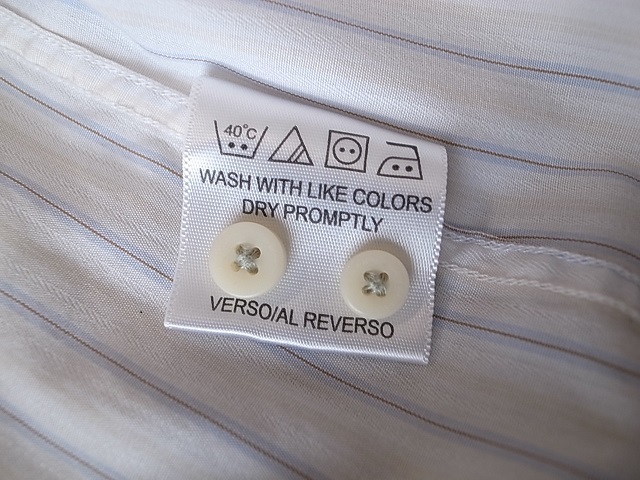 40°C
WASH WITH LIKE COLORS
DRY PROMPTLY
VERSO/AL REVERSO